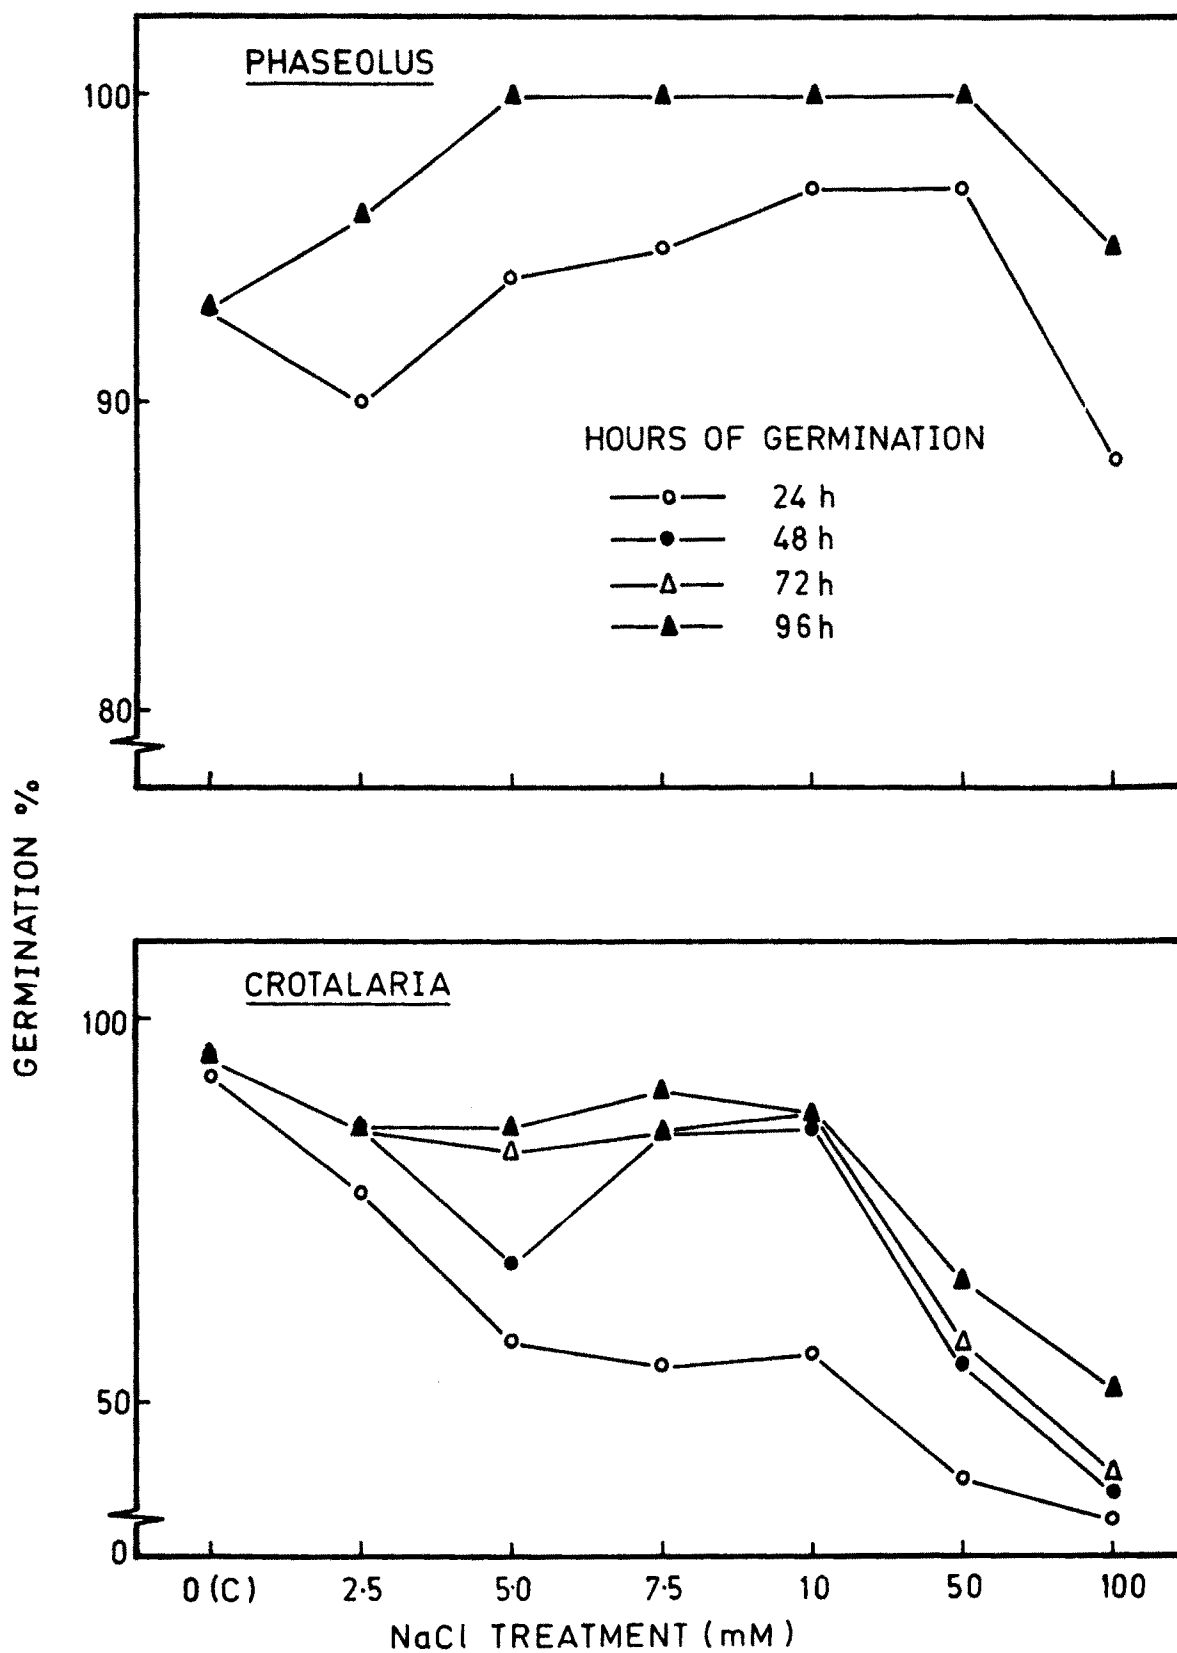 PHASEOLUS
100
90
80
HOURS OF GERMINATION
24 h
48 h
72 h
96 h
GERMINATION %
CROTALARIA
100
50
0
0 (C) 2·5 5·0 7·5 10 50 100
NaCl TREATMENT (mM)